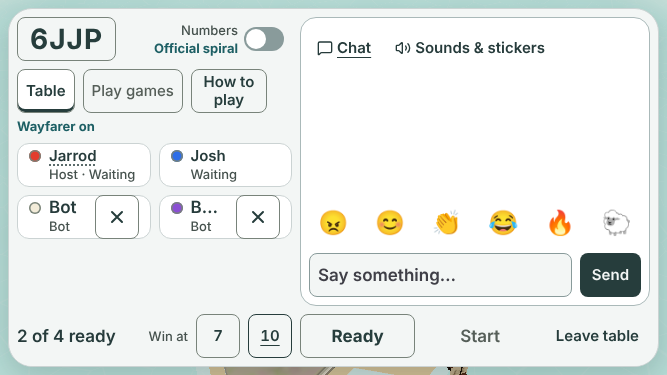 6JJP
Numbers
Official spiral
Table
Play games
How to
play
Wayfarer on
Jarrod
Host · Waiting
Josh
Waiting
Bot
Bot
B...
Bot
Chat
Sounds & stickers
Say something...
Send
2 of 4 ready
Win at
7
10
Ready
Start
Leave table